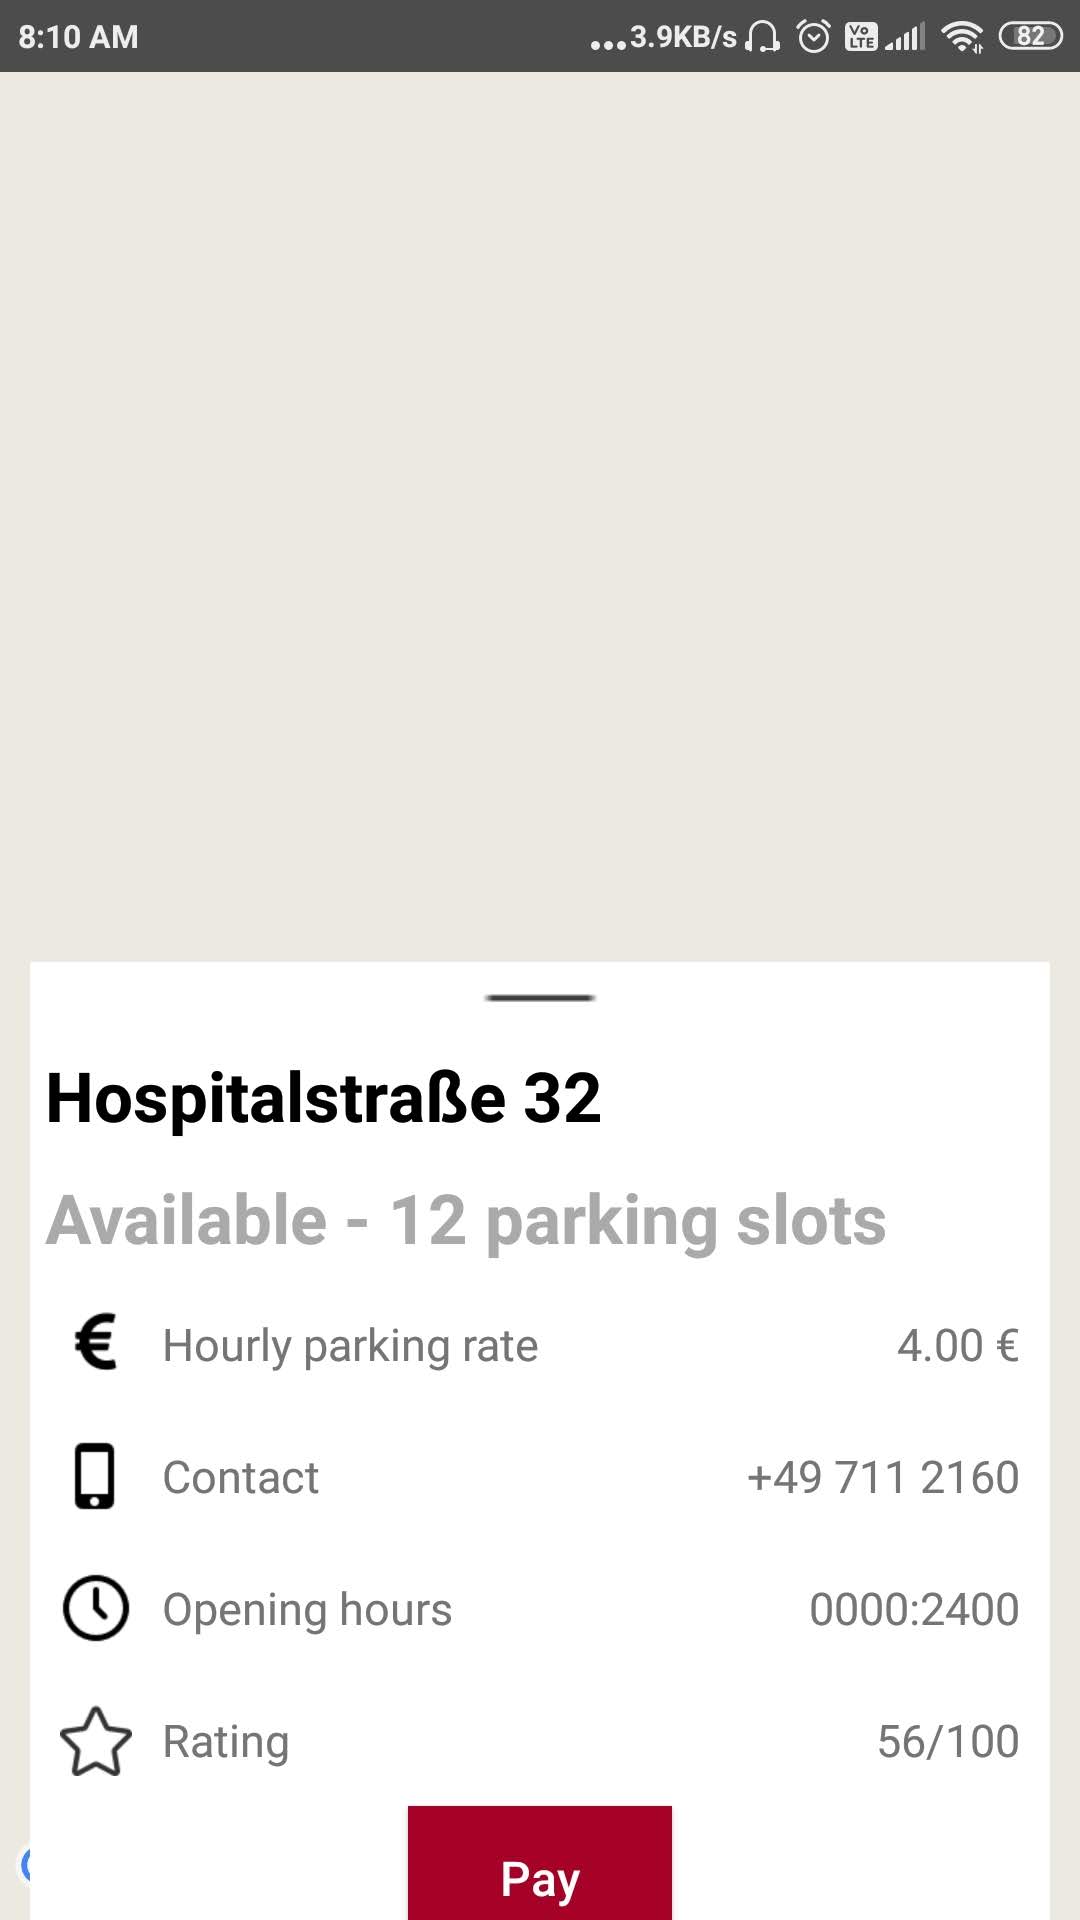 8:10 AM
...3.9KB/s
Vo
LTE
82
Hospitalstraße 32
Available - 12 parking slots
€ Hourly parking rate 4.00 €
Contact +49 711 2160
Opening hours 0000:2400
Rating 56/100
Pay